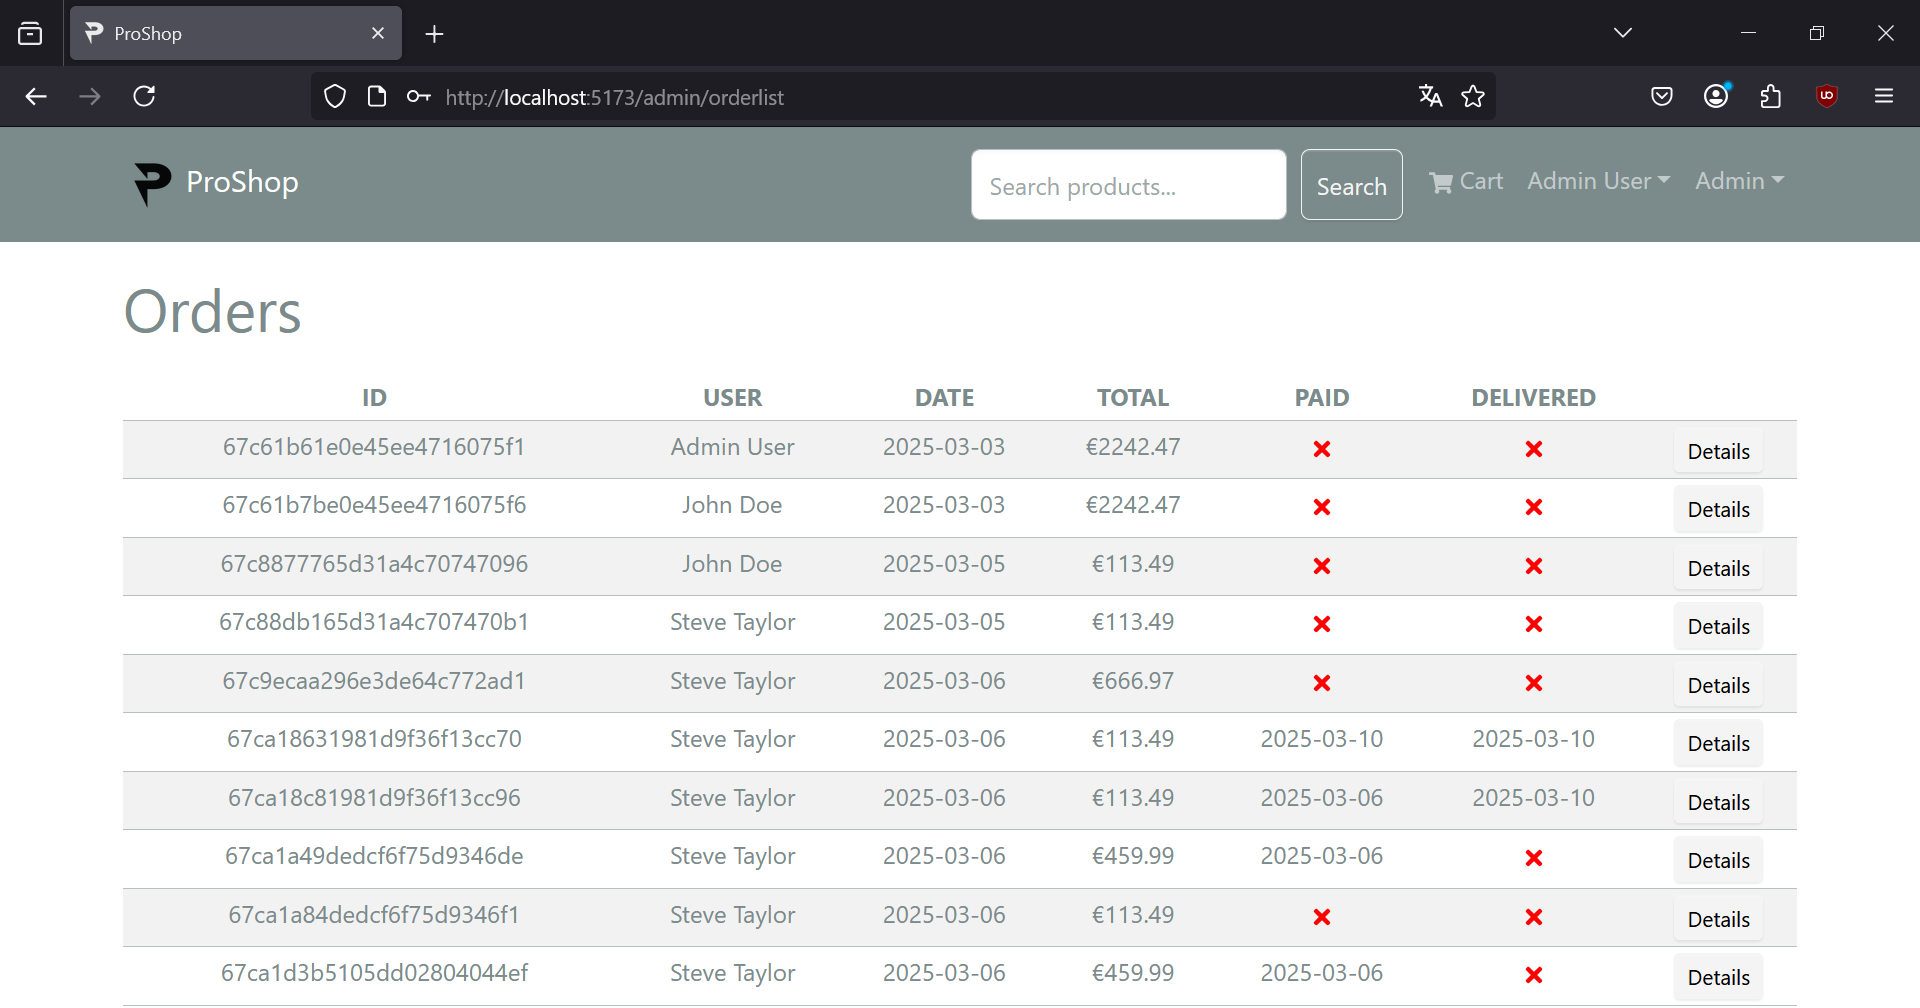 ProShop
http://localhost:5173/admin/orderlist
ProShop Search products... Search Cart Admin User Admin
Orders
ID USER DATE TOTAL PAID DELIVERED
67c61b61e0e45ee4716075f1 Admin User 2025-03-03 €2242.47 Details
67c61b7be0e45ee4716075f6 John Doe 2025-03-03 €2242.47 Details
67c8877765d31a4c70747096 John Doe 2025-03-05 €113.49 Details
67c88db165d31a4c707470b1 Steve Taylor 2025-03-05 €113.49 Details
67c9ecaa296e3de64c772ad1 Steve Taylor 2025-03-06 €666.97 Details
67ca18631981d9f36f13cc70 Steve Taylor 2025-03-06 €113.49 2025-03-10 2025-03-10 Details
67ca18c81981d9f36f13cc96 Steve Taylor 2025-03-06 €113.49 2025-03-06 2025-03-10 Details
67ca1a49dedcf6f75d9346de Steve Taylor 2025-03-06 €459.99 2025-03-06 Details
67ca1a84dedcf6f75d9346f1 Steve Taylor 2025-03-06 €113.49 Details
67ca1d3b5105dd02804044ef Steve Taylor 2025-03-06 €459.99 2025-03-06 Details